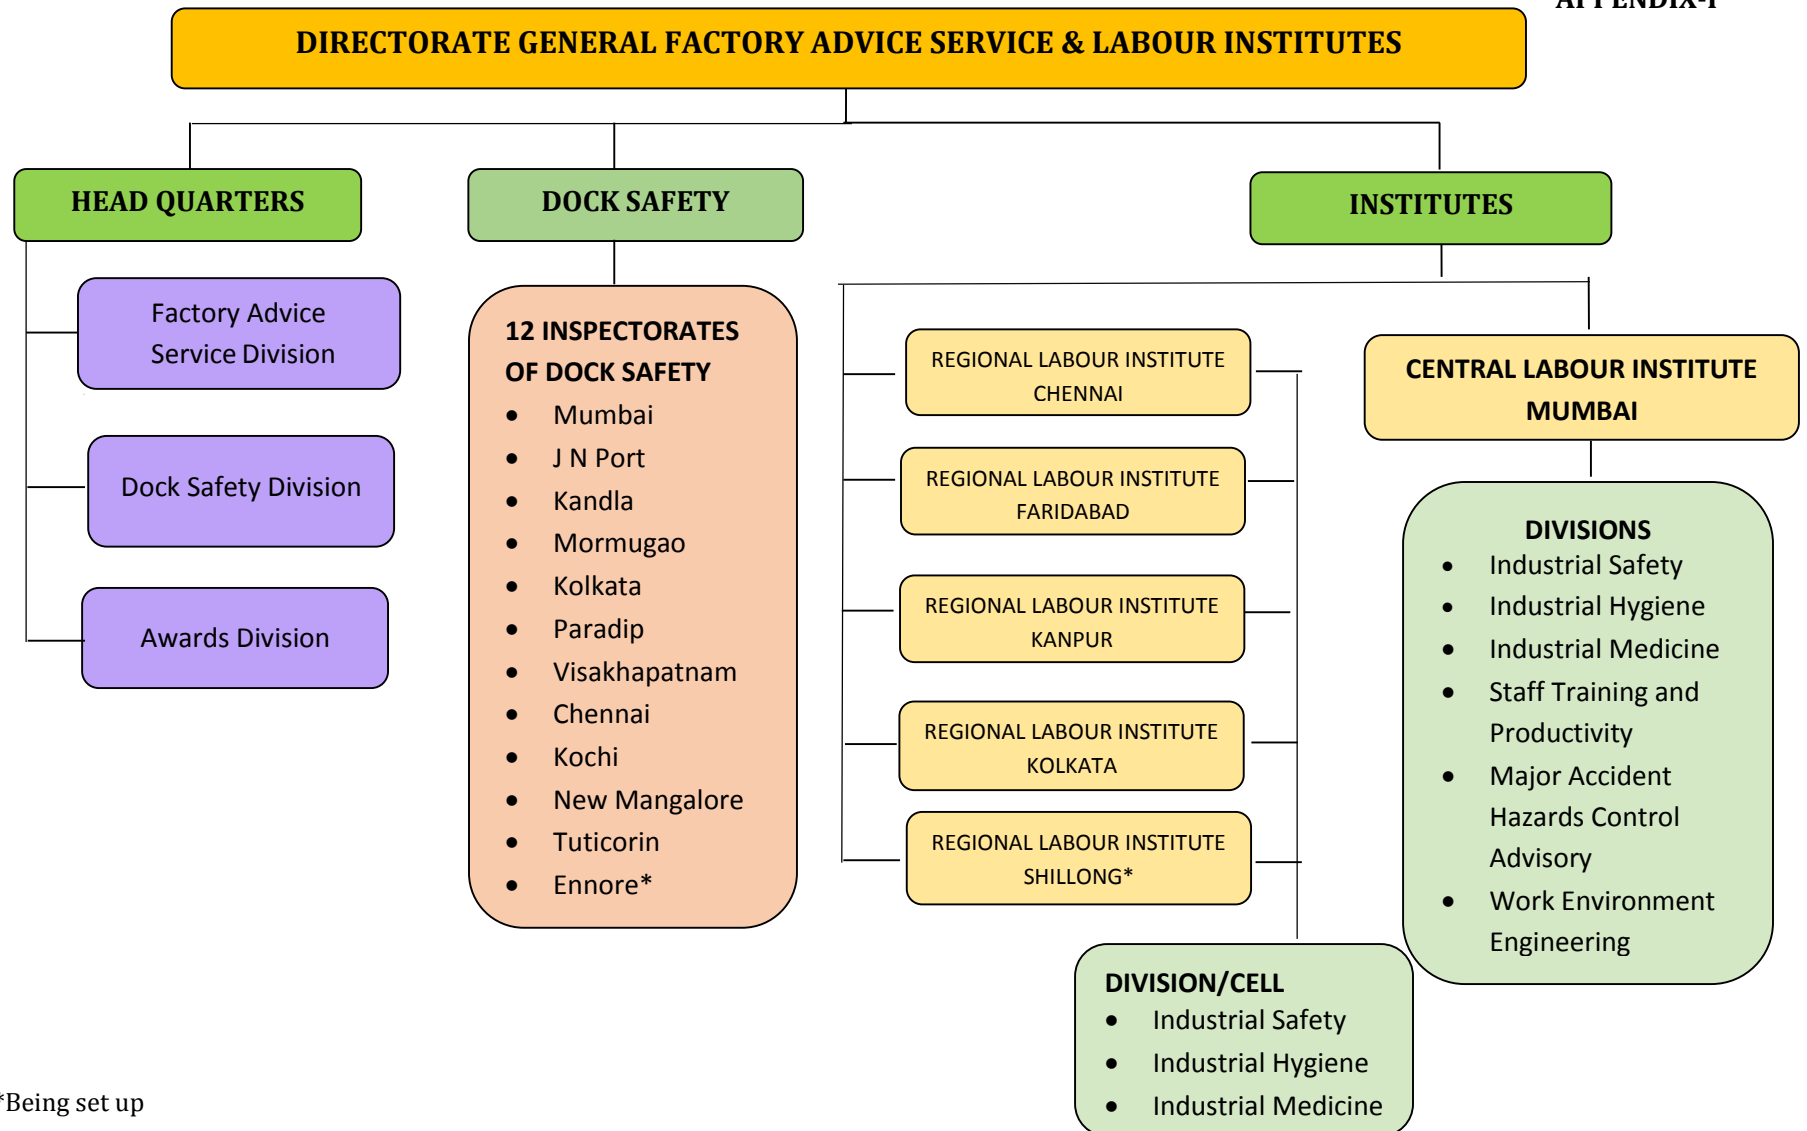 APPENDIX-I
DIRECTORATE GENERAL FACTORY ADVICE SERVICE & LABOUR INSTITUTES
HEAD QUARTERS
DOCK SAFETY
INSTITUTES
Factory Advice
Service Division
Dock Safety Division
Awards Division
12 INSPECTORATES
OF DOCK SAFETY
• Mumbai
• J N Port
• Kandla
• Mormugao
• Kolkata
• Paradip
• Visakhapatnam
• Chennai
• Kochi
• New Mangalore
• Tuticorin
• Ennore*
REGIONAL LABOUR INSTITUTE
CHENNAI
REGIONAL LABOUR INSTITUTE
FARIDABAD
REGIONAL LABOUR INSTITUTE
KANPUR
REGIONAL LABOUR INSTITUTE
KOLKATA
REGIONAL LABOUR INSTITUTE
SHILLONG*
DIVISION/CELL
• Industrial Safety
• Industrial Hygiene
• Industrial Medicine
CENTRAL LABOUR INSTITUTE
MUMBAI
DIVISIONS
• Industrial Safety
• Industrial Hygiene
• Industrial Medicine
• Staff Training and
Productivity
• Major Accident
Hazards Control
Advisory
• Work Environment
Engineering
*Being set up